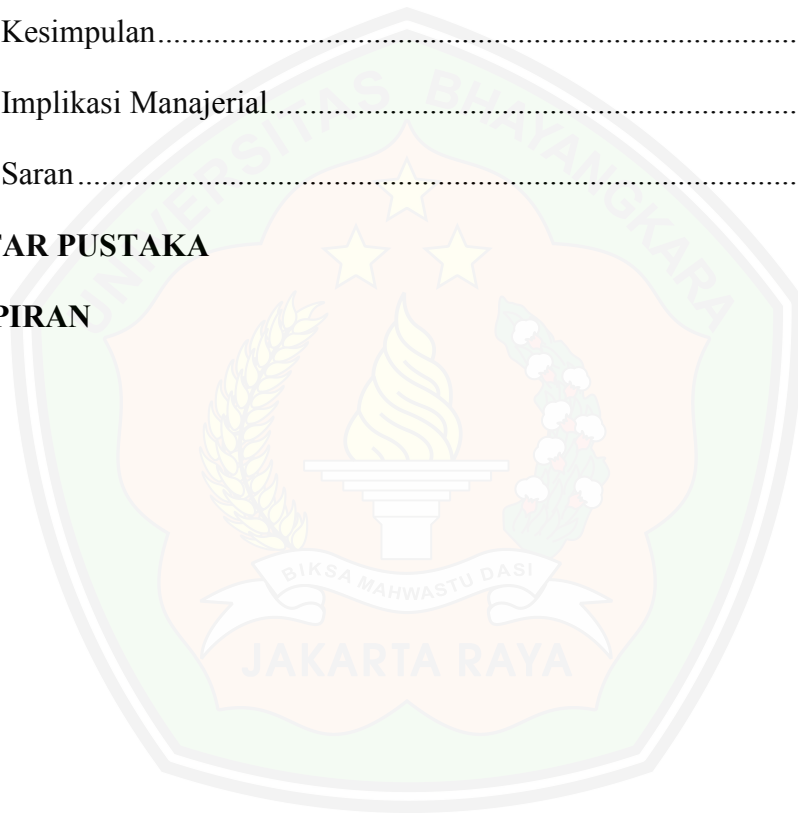 Kesimpulan........................................................................
Implikasi Manajerial........................................................................
Saran........................................................................
TAR PUSTAKA
PIRAN
UNIVERSITAS BHAYANGKARA
BIKSA MAHWASTU DASI
JAKARTA RAYA